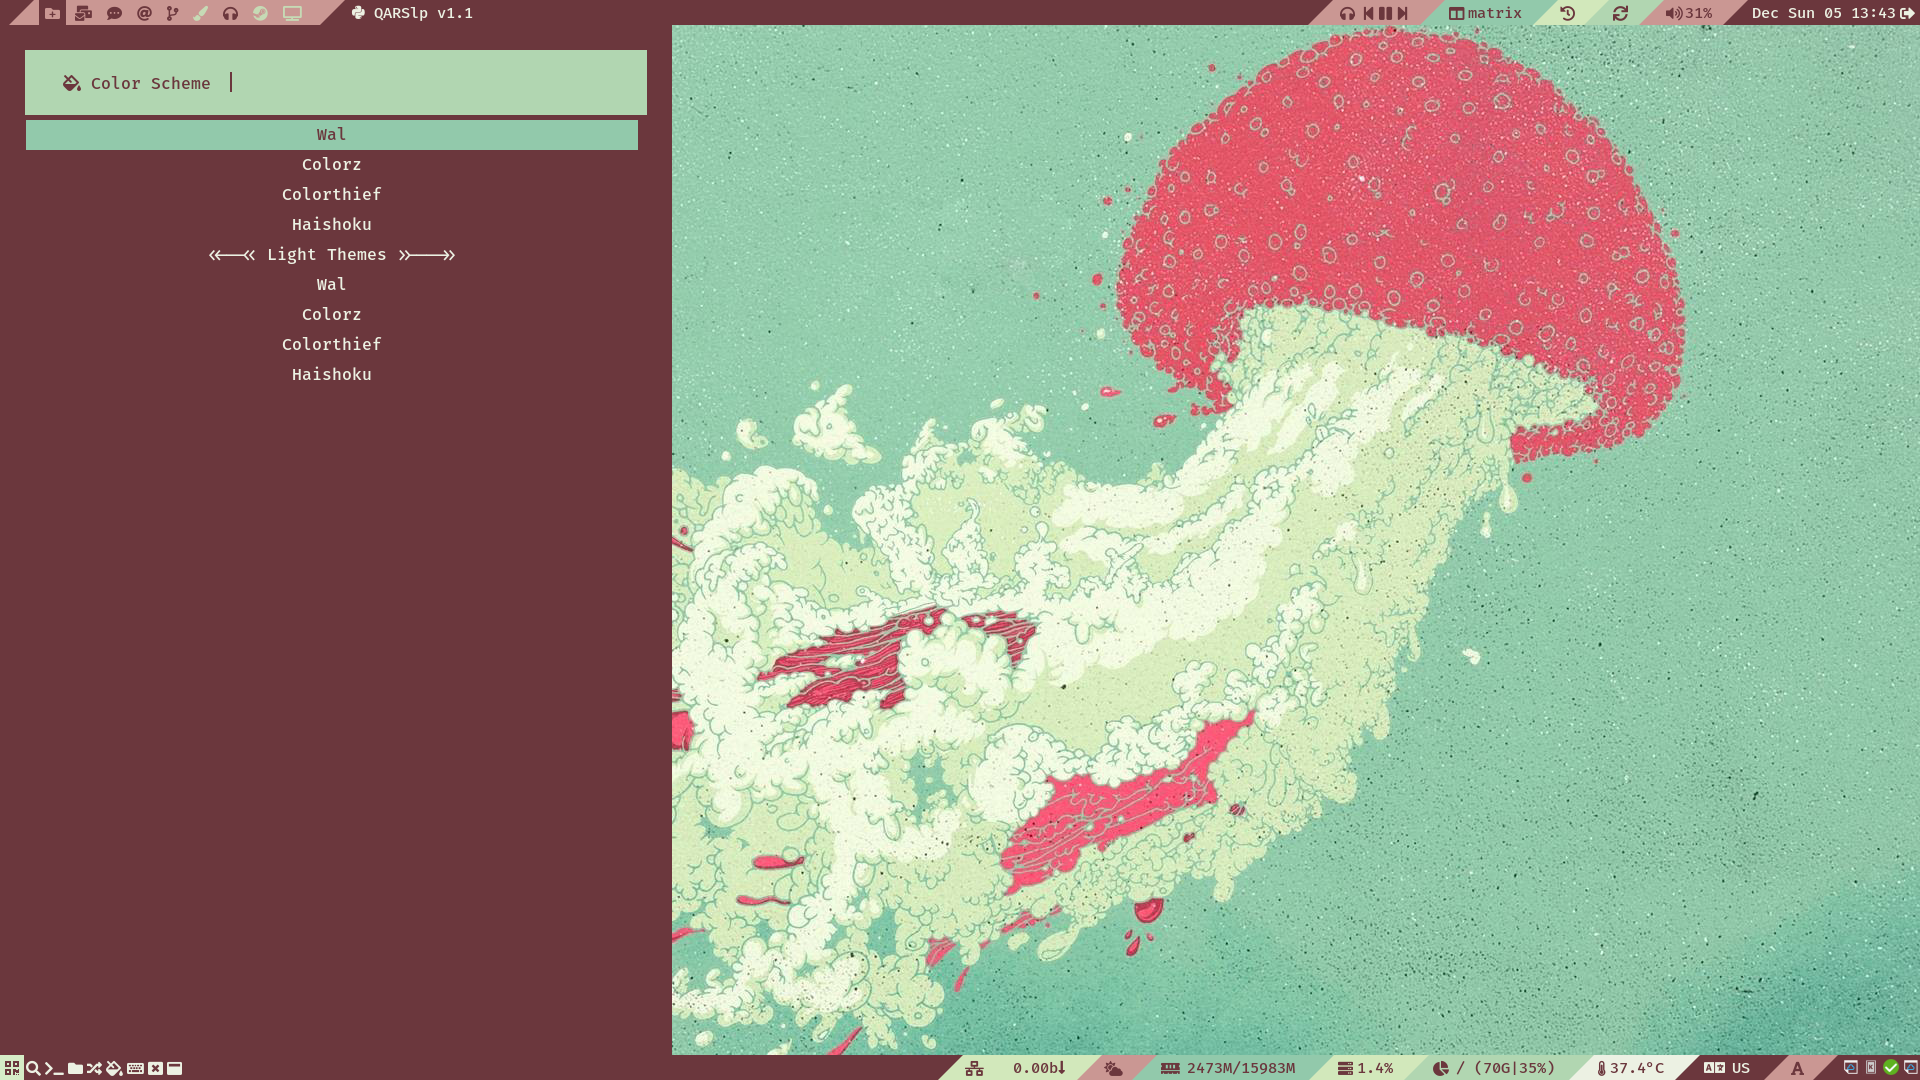 QARSlp v1.1
matrix
31%
Dec Sun 05 13:43
Color Scheme
Wal
Colorz
Colorthief
Haishoku
Light Themes
Wal
Colorz
Colorthief
Haishoku
0.00b↓
2473M/15983M
1.4%
/ (70G|35%)
37.4°C
US
A